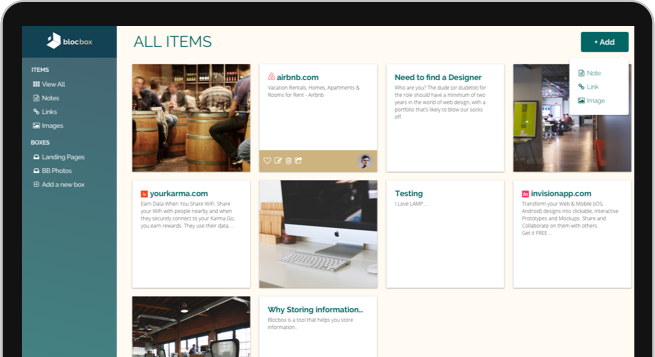 blocbox
ALL ITEMS
+ Add
Note
Link
Image
ITEMS
View All
Notes
Links
Images
BOXES
Landing Pages
BB Photos
Add a new box
airbnb.com
Vacation Rentals, Homes, Apartments &
Rooms for Rent - Airbnb
Need to find a Designer
Who are you? The dude (or dudette) for
the role should have a minimum of two
years in the world of web design, with a
portfolio that's likely to blow our socks
off.
yourkarma.com
Earn Data When You Share WiFi. Share
your WiFi with people nearby and when
they securely connect to your Karma Go,
you earn rewards. They use their data, ...
Testing
I Love LAMP ...
invisionapp.com
Transform your Web & Mobile (iOS,
Android) designs into clickable, interactive
Prototypes and Mockups. Share and
Collaborate on them with others.
Get it FREE ...
Why Storing information...
Blocbox is a tool that helps you store
information...